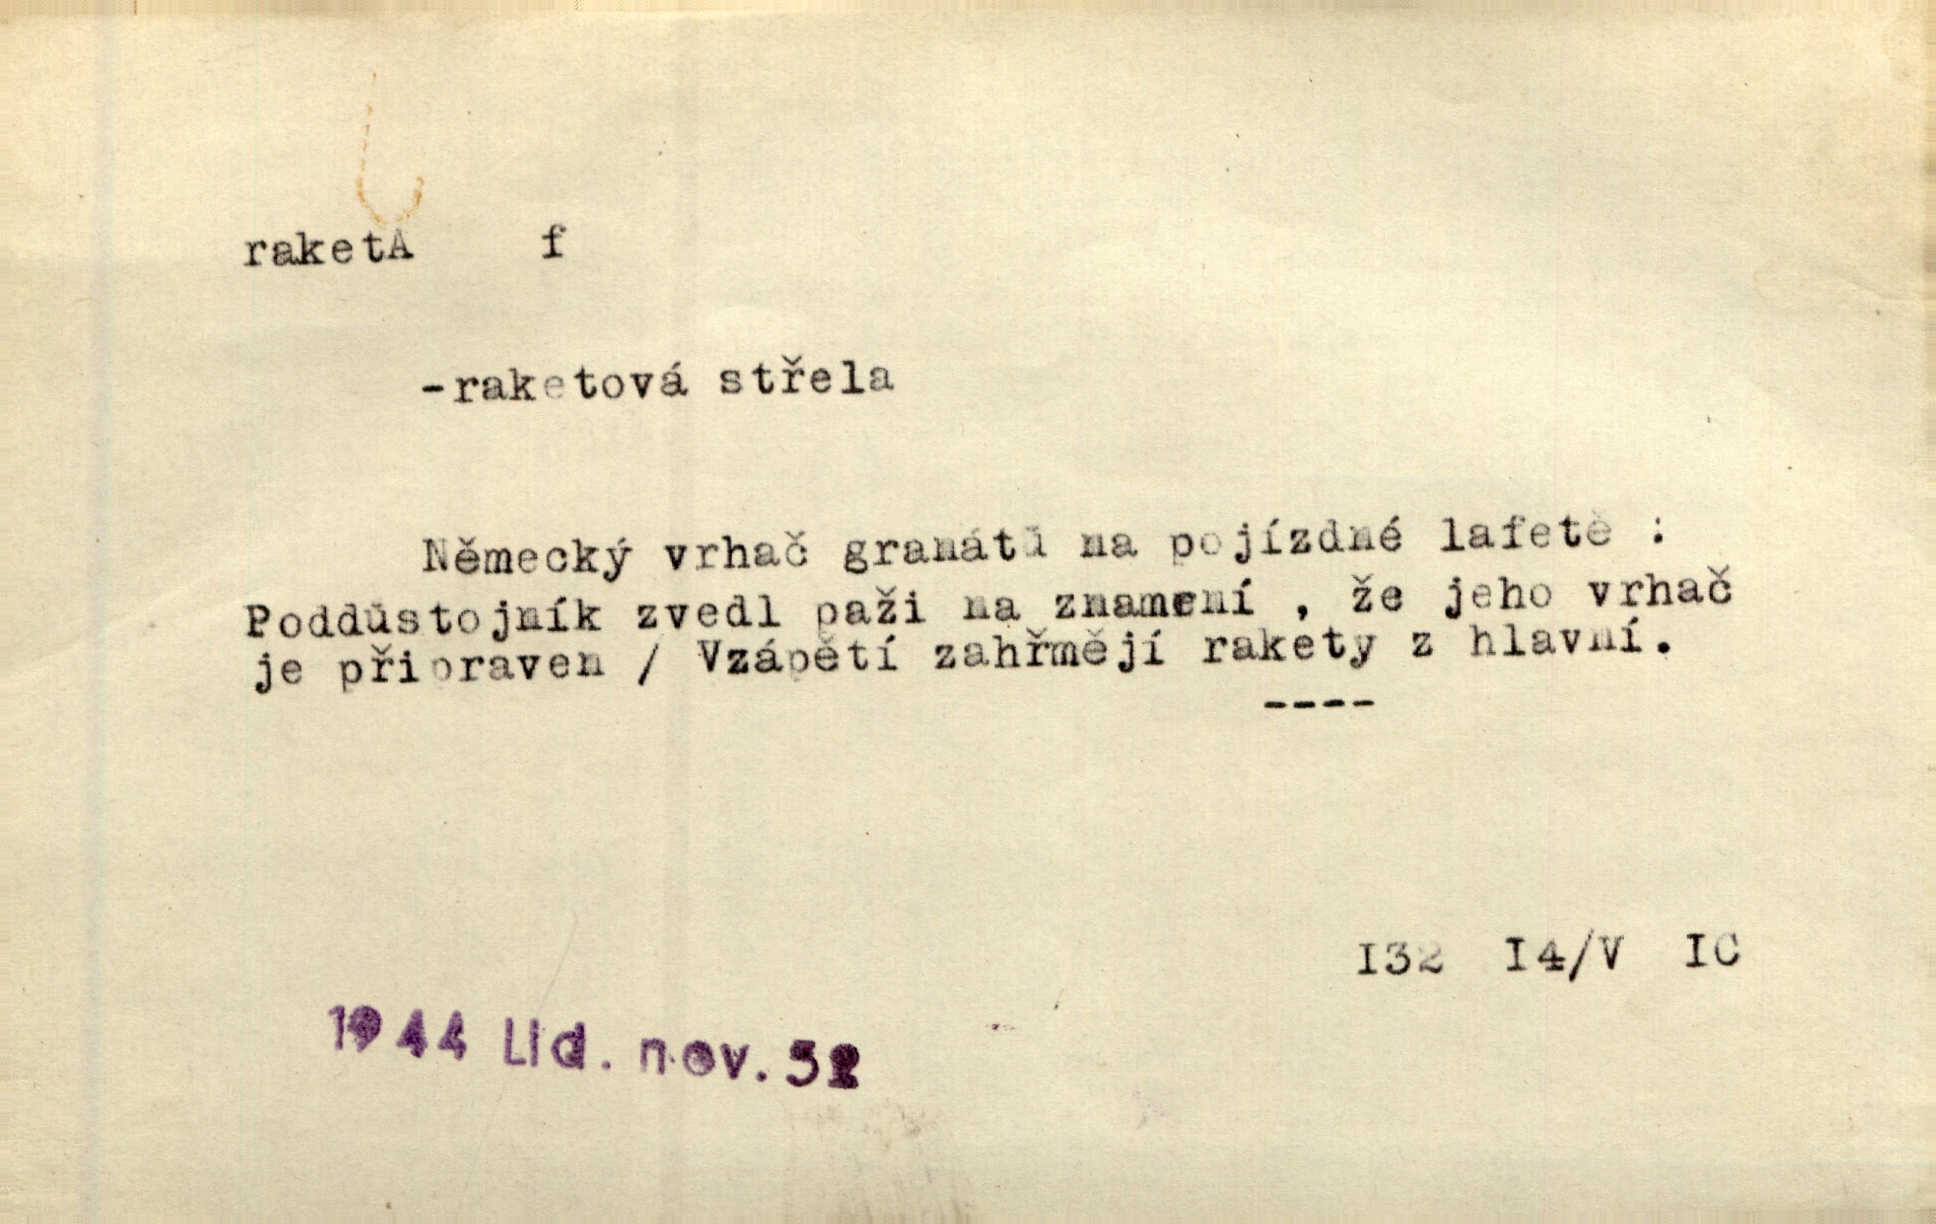 raketA f
-raketová střela
Německý vrhač granátů na pojízdné lafetě :
Poddůstojník zvedl paži na znamení , že jeho vrhač
je připraven / Vzápětí zahřmějí rakety z hlavní.
----
I32 I4/V IC
1944 Lid. nov. 52